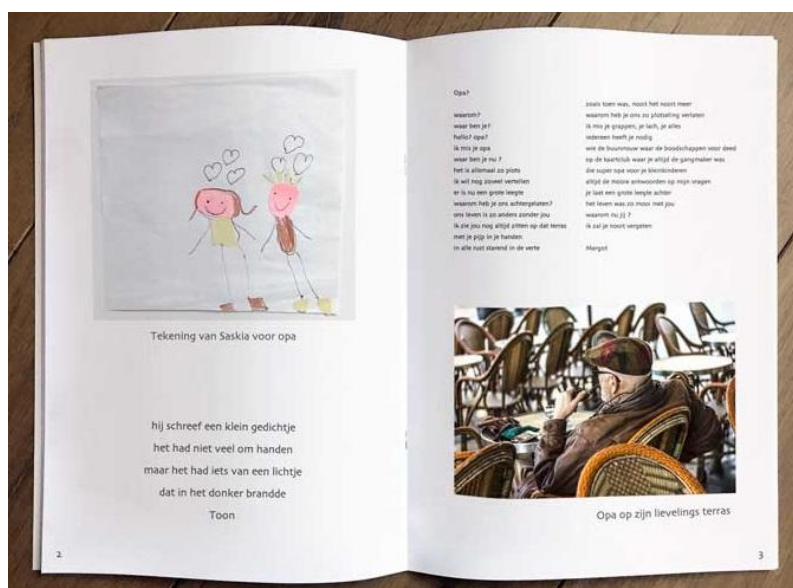 Tekening van Saskia voor opa
hij schreef een klein gedichtje
het had niet veel om handen
maar het had iets van een lichtje
dat in het donker brandde
Toon
2
Opa?
waarom?
waar ben je?
hallo? opa?
ik mis je opa
waar ben je nu ?
het is allemaal zo plots
ik wil nog zoveel vertellen
er is nu een grote leegte
waarom heb je ons achtergelaten?
ons leven is zo anders zonder jou
ik zie jou nog altijd zitten op dat terras
met je pijp in je handen
in alle rust starend in de verte
zoals toen was, nooit het nooit meer
waarom heb je ons zo plotseling verlaten
ik mis je grappen, je lach, je alles
iedereen heeft je nodig
wie de buurvrouw waar de boodschappen voor deed
op de kaartclub waar je altijd de gangmaker was
die super opa voor je kleinkinderen
altijd de mooie antwoorden op mijn vragen
je laat een grote leegte achter
het leven was zo mooi met jou
waarom nu jij ?
ik zal je nooit vergeten
Margot
Opa op zijn lievelings terras
3